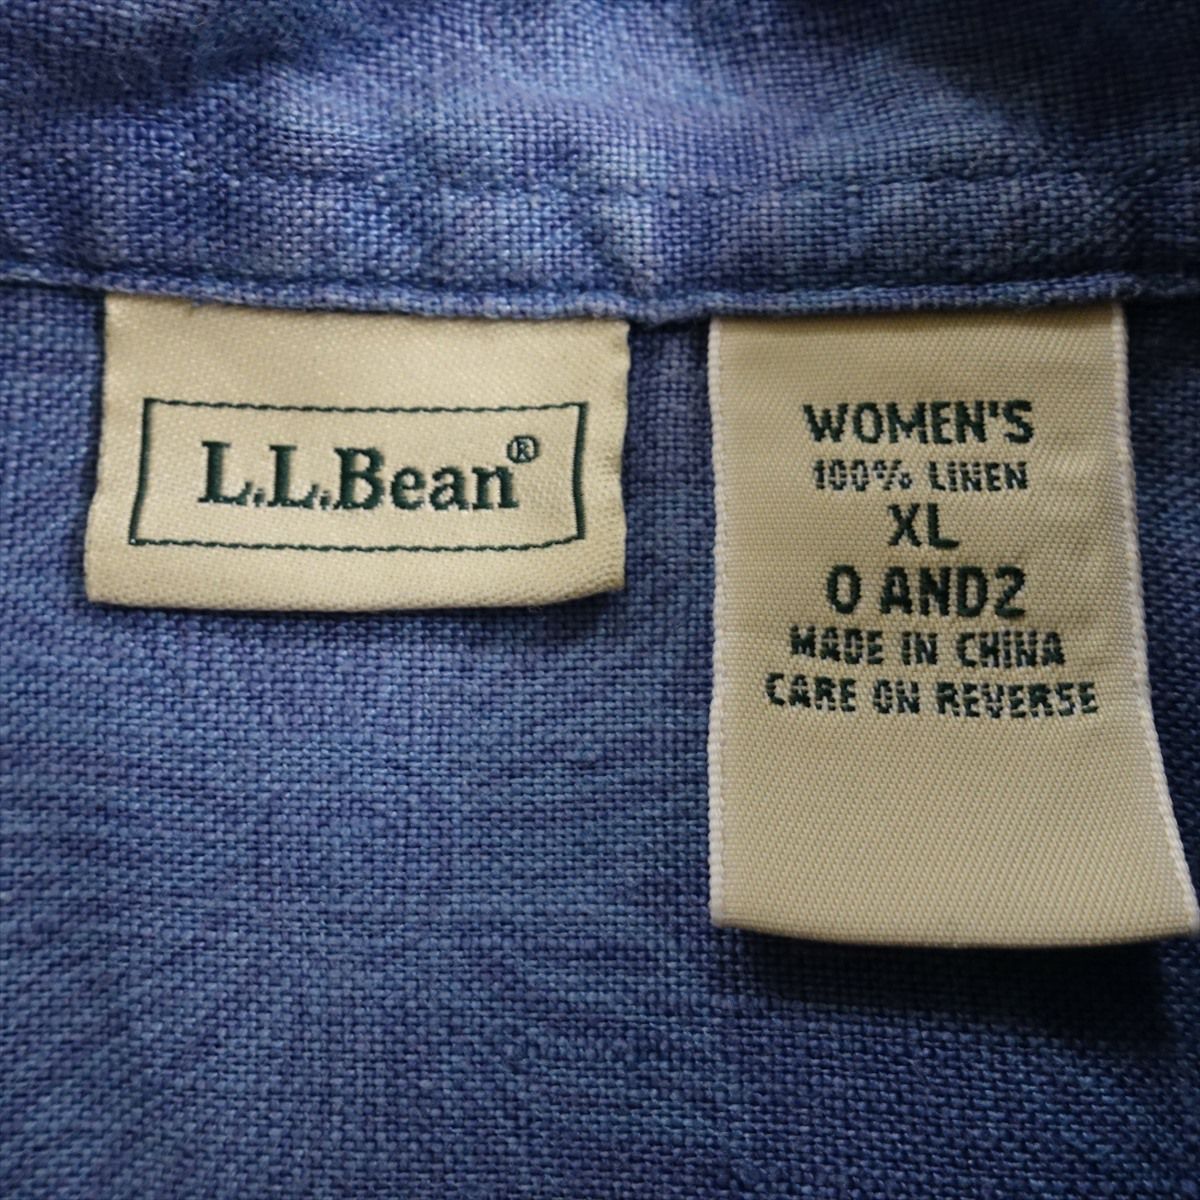 L.L.Bean®
WOMEN'S
100% LINEN
XL
0 AND2
MADE IN CHINA
CARE ON REVERSE